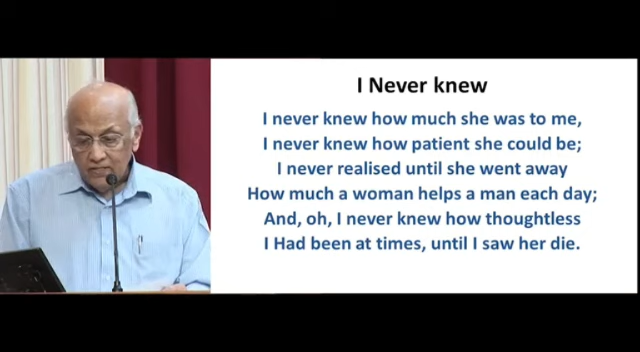 I Never knew
I never knew how much she was to me,
I never knew how patient she could be;
I never realised until she went away
How much a woman helps a man each day;
And, oh, I never knew how thoughtless
I Had been at times, until I saw her die.